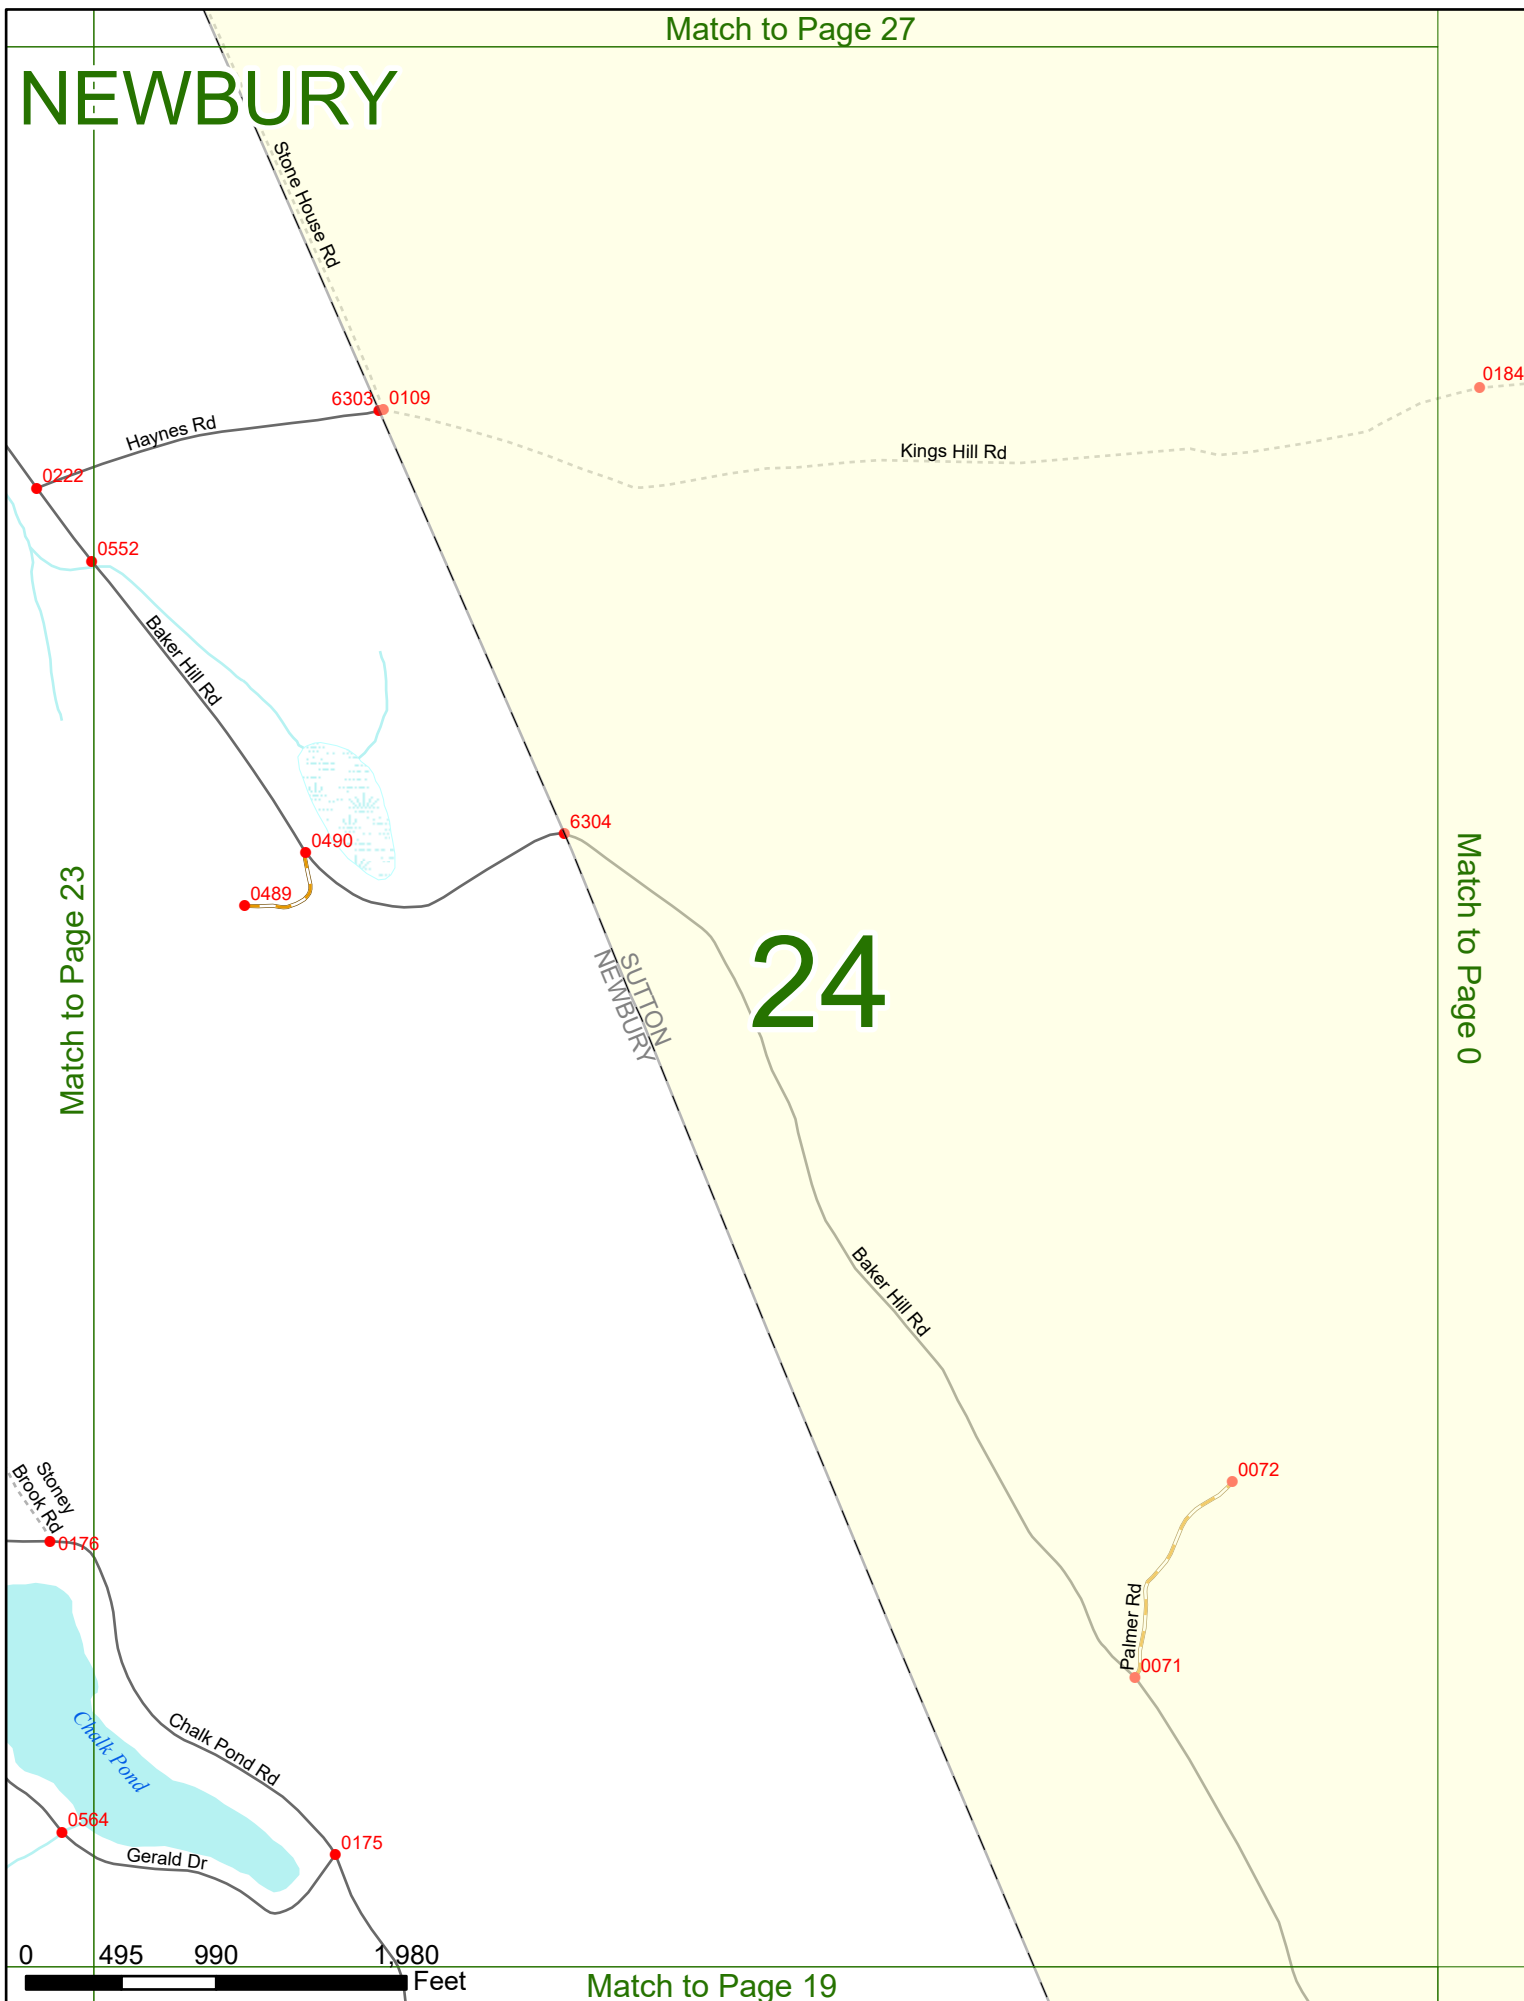 Match to Page 27
NEWBURY
Stone House Rd
0184
6303
0109
Haynes Rd
Kings Hill Rd
0222
0552
Baker Hill Rd
6304
0490
0489
Match to Page 23
Match to Page 0
24
SUTTON
NEWBURY
Baker Hill Rd
Stoney
Brook Rd
0072
0176
Palmer Rd
0071
Chalk Pond
Chalk Pond Rd
0564
0175
Gerald Dr
0 495 990 1,980
Feet
Match to Page 19